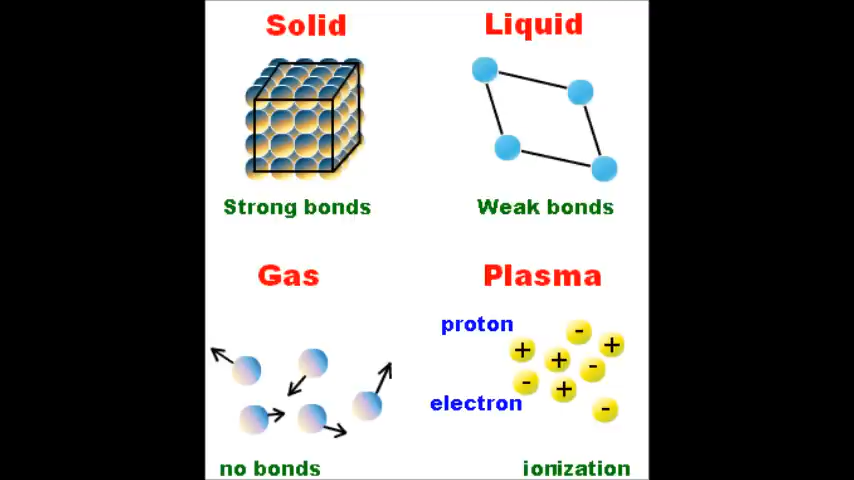 Solid
Liquid
Strong bonds
Weak bonds
Gas
Plasma
proton
- + + + -
electron
- + -
no bonds
ionization